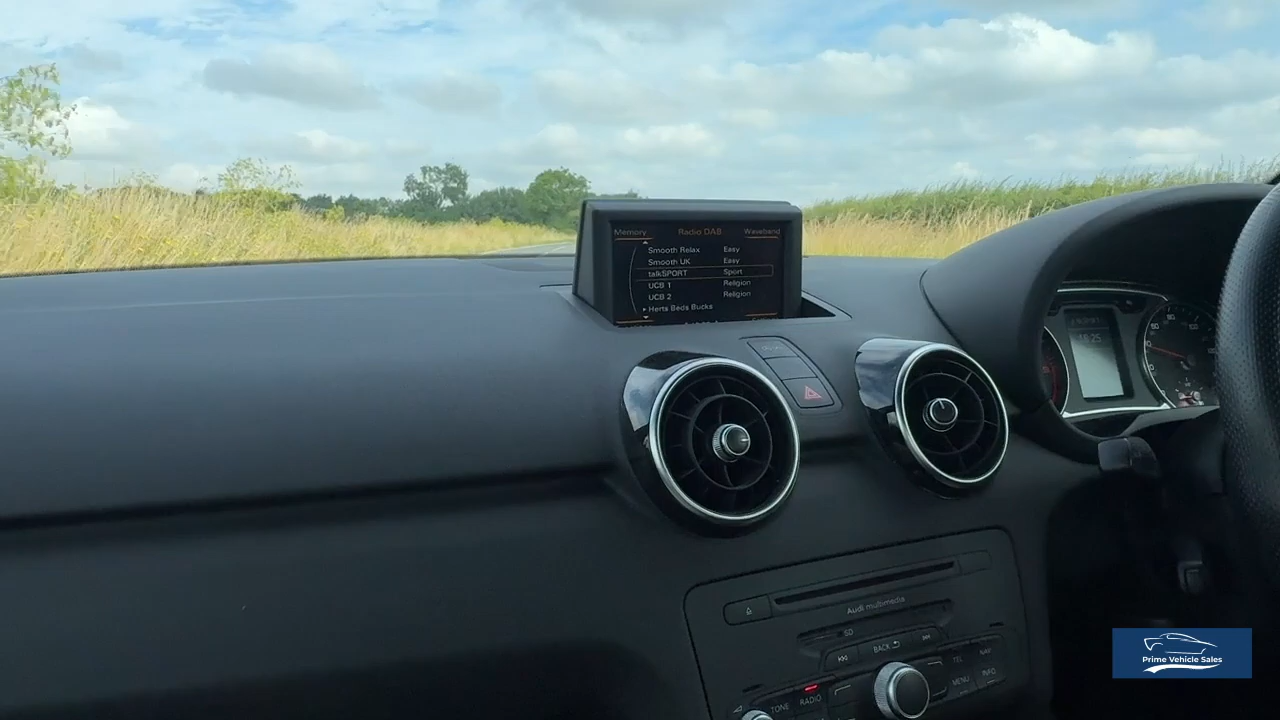 Memory Radio DAB Waveband
Smooth Relax Easy
Smooth UK Easy
talkSPORT Sport
UCB 1 Religion
UCB 2 Religion
Herts Beds Bucks
Audi multimedia
SD
BACK
TONE RADIO
TEL NAV
MENU INFO
Prime Vehicle Sales